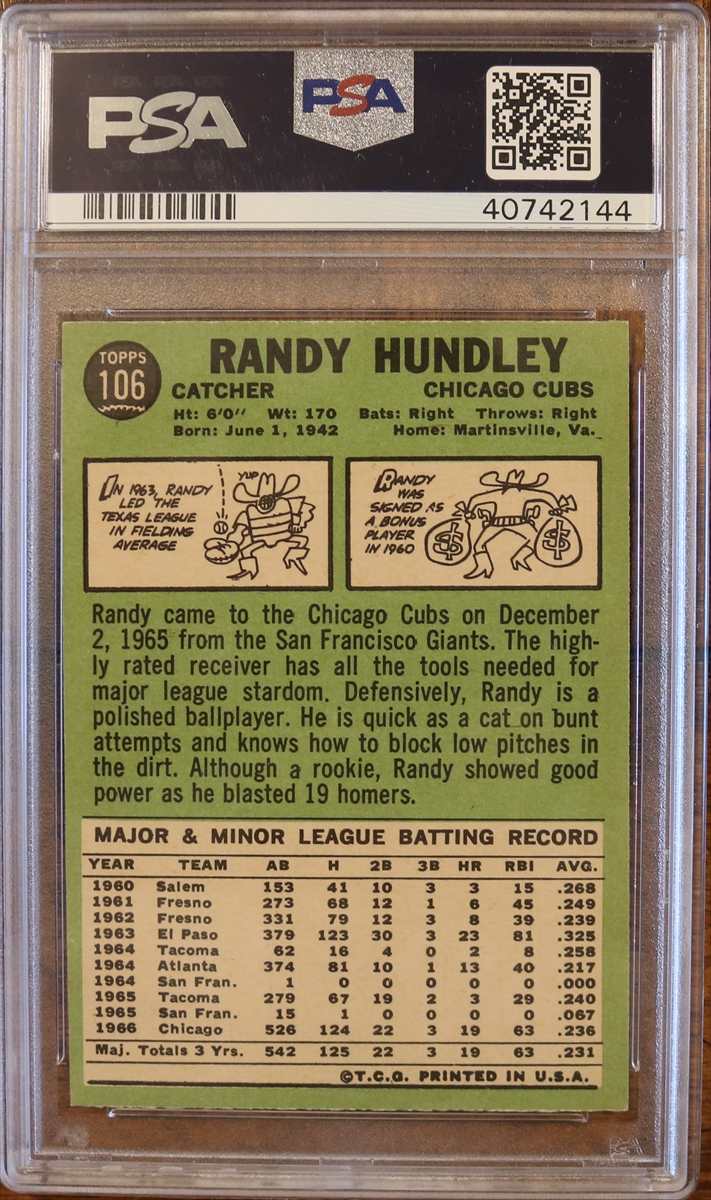 PSA
PSA
40742144
TOPPS
106
RANDY HUNDLEY
CATCHER CHICAGO CUBS
Ht: 6'0" Wt: 170 Bats: Right Throws: Right
Born: June 1, 1942 Home: Martinsville, Va.
IN 1963, RANDY
LED THE
TEXAS LEAGUE
IN FIELDING
AVERAGE
YUP
RANDY
WAS
SIGNED AS
A BONUS
PLAYER
IN 1960
$ $
Randy came to the Chicago Cubs on December
2, 1965 from the San Francisco Giants. The high-
ly rated receiver has all the tools needed for
major league stardom. Defensively, Randy is a
polished ballplayer. He is quick as a cat on bunt
attempts and knows how to block low pitches in
the dirt. Although a rookie, Randy showed good
power as he blasted 19 homers.
MAJOR & MINOR LEAGUE BATTING RECORD
YEAR TEAM AB H 2B 3B HR RBI AVG.
1960 Salem 153 41 10 3 3 15 .268
1961 Fresno 273 68 12 1 6 45 .249
1962 Fresno 331 79 12 3 8 39 .239
1963 El Paso 379 123 30 3 23 81 .325
1964 Tacoma 62 16 4 0 2 8 .258
1964 Atlanta 374 81 10 1 13 40 .217
1964 San Fran. 1 0 0 0 0 0 .000
1965 Tacoma 279 67 19 2 3 29 .240
1965 San Fran. 15 1 0 0 0 0 .067
1966 Chicago 526 124 22 3 19 63 .236
Maj. Totals 3 Yrs. 542 125 22 3 19 63 .231
©T.C.G. PRINTED IN U.S.A.